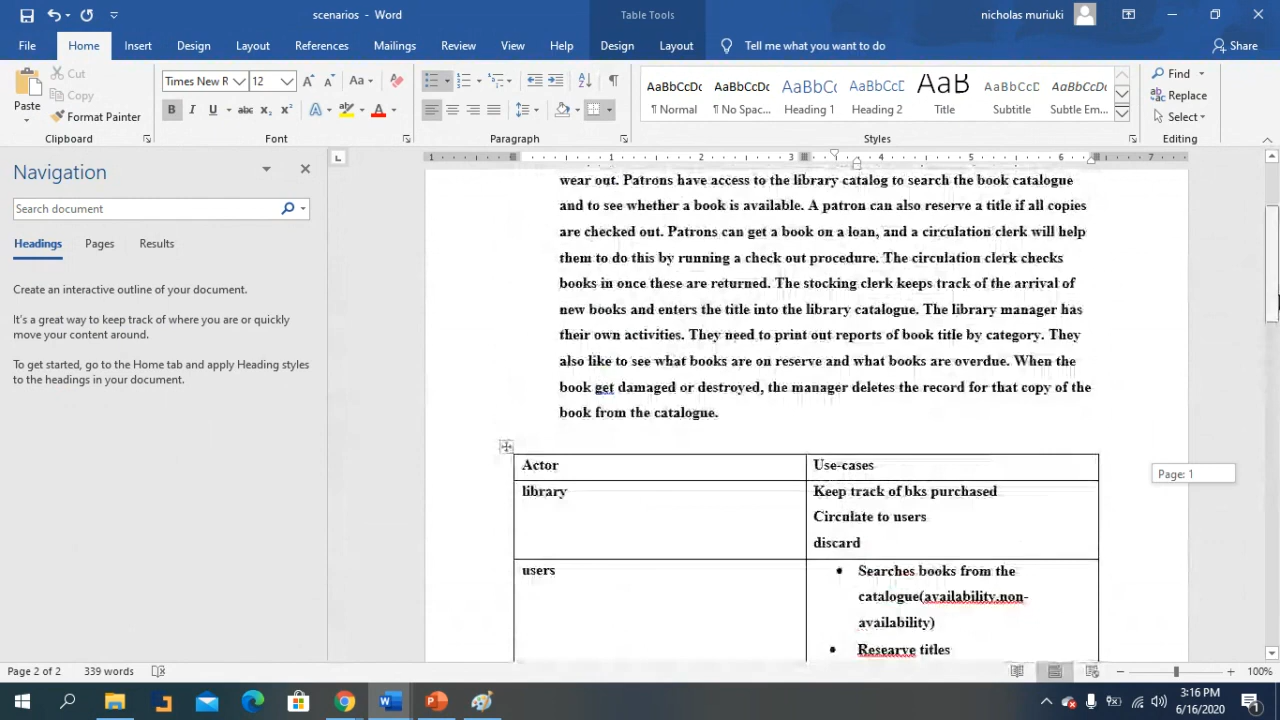 scenarios - Word
Table Tools
nicholas muriuki
File
Home
Insert
Design
Layout
References
Mailings
Review
View
Help
Design
Layout
Tell me what you want to do
Share
Paste
Cut
Copy
Format Painter
Clipboard
Times New R
12
Font
Paragraph
AaBbCcDc
¶ Normal
AaBbCcDc
¶ No Spac...
AaBbCc
Heading 1
AaBbCcD
Heading 2
AaB
Title
AaBbCcD
Subtitle
AaBbCcDc
Subtle Em...
Styles
Find
Replace
Select
Editing
Navigation
Search document
Headings
Pages
Results
Create an interactive outline of your document.
It's a great way to keep track of where you are or quickly
move your content around.
To get started, go to the Home tab and apply Heading styles
to the headings in your document.
1 1 2 3 4 5 6 7
wear out. Patrons have access to the library catalog to search the book catalogue
and to see whether a book is available. A patron can also reserve a title if all copies
are checked out. Patrons can get a book on a loan, and a circulation clerk will help
them to do this by running a check out procedure. The circulation clerk checks
books in once these are returned. The stocking clerk keeps track of the arrival of
new books and enters the title into the library catalogue. The library manager has
their own activities. They need to print out reports of book title by category. They
also like to see what books are on reserve and what books are overdue. When the
book get damaged or destroyed, the manager deletes the record for that copy of the
book from the catalogue.
Actor
Use-cases
library
Keep track of bks purchased
Circulate to users
discard
users
• Searches books from the
catalogue(availability,non-
availability)
• Researve titles
Page: 1
Page 2 of 2
339 words
100%
3:16 PM
6/16/2020